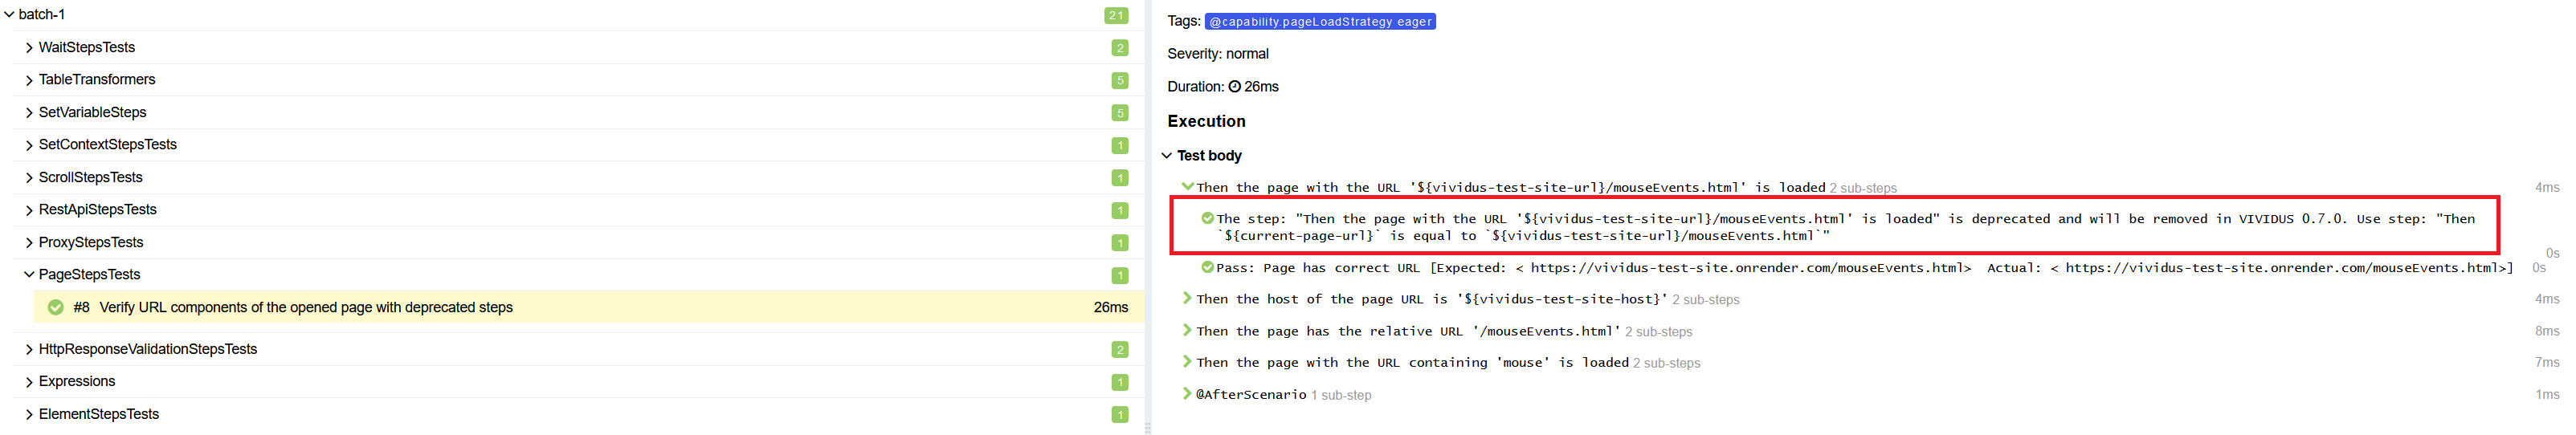 batch-1 21
WaitStepsTests 2
TableTransformers 5
SetVariableSteps 5
SetContextStepsTests 1
ScrollStepsTests 1
RestApiStepsTests 1
ProxyStepsTests 1
PageStepsTests 1
#8 Verify URL components of the opened page with deprecated steps 26ms
HttpResponseValidationStepsTests 2
Expressions 1
ElementStepsTests 1
Tags: @capability.pageLoadStrategy eager
Severity: normal
Duration: 26ms
Execution
Test body
Then the page with the URL '${vividus-test-site-url}/mouseEvents.html' is loaded 2 sub-steps 4ms
The step: "Then the page with the URL '${vividus-test-site-url}/mouseEvents.html' is loaded" is deprecated and will be removed in VIVIDUS 0.7.0. Use step: "Then
`${current-page-url}` is equal to `${vividus-test-site-url}/mouseEvents.html`"
0s
Pass: Page has correct URL [Expected: < https://vividus-test-site.onrender.com/mouseEvents.html>  Actual: < https://vividus-test-site.onrender.com/mouseEvents.html>] 0s
Then the host of the page URL is '${vividus-test-site-host}' 2 sub-steps 4ms
Then the page has the relative URL '/mouseEvents.html' 2 sub-steps 8ms
Then the page with the URL containing 'mouse' is loaded 2 sub-steps 7ms
@AfterScenario 1 sub-step 1ms